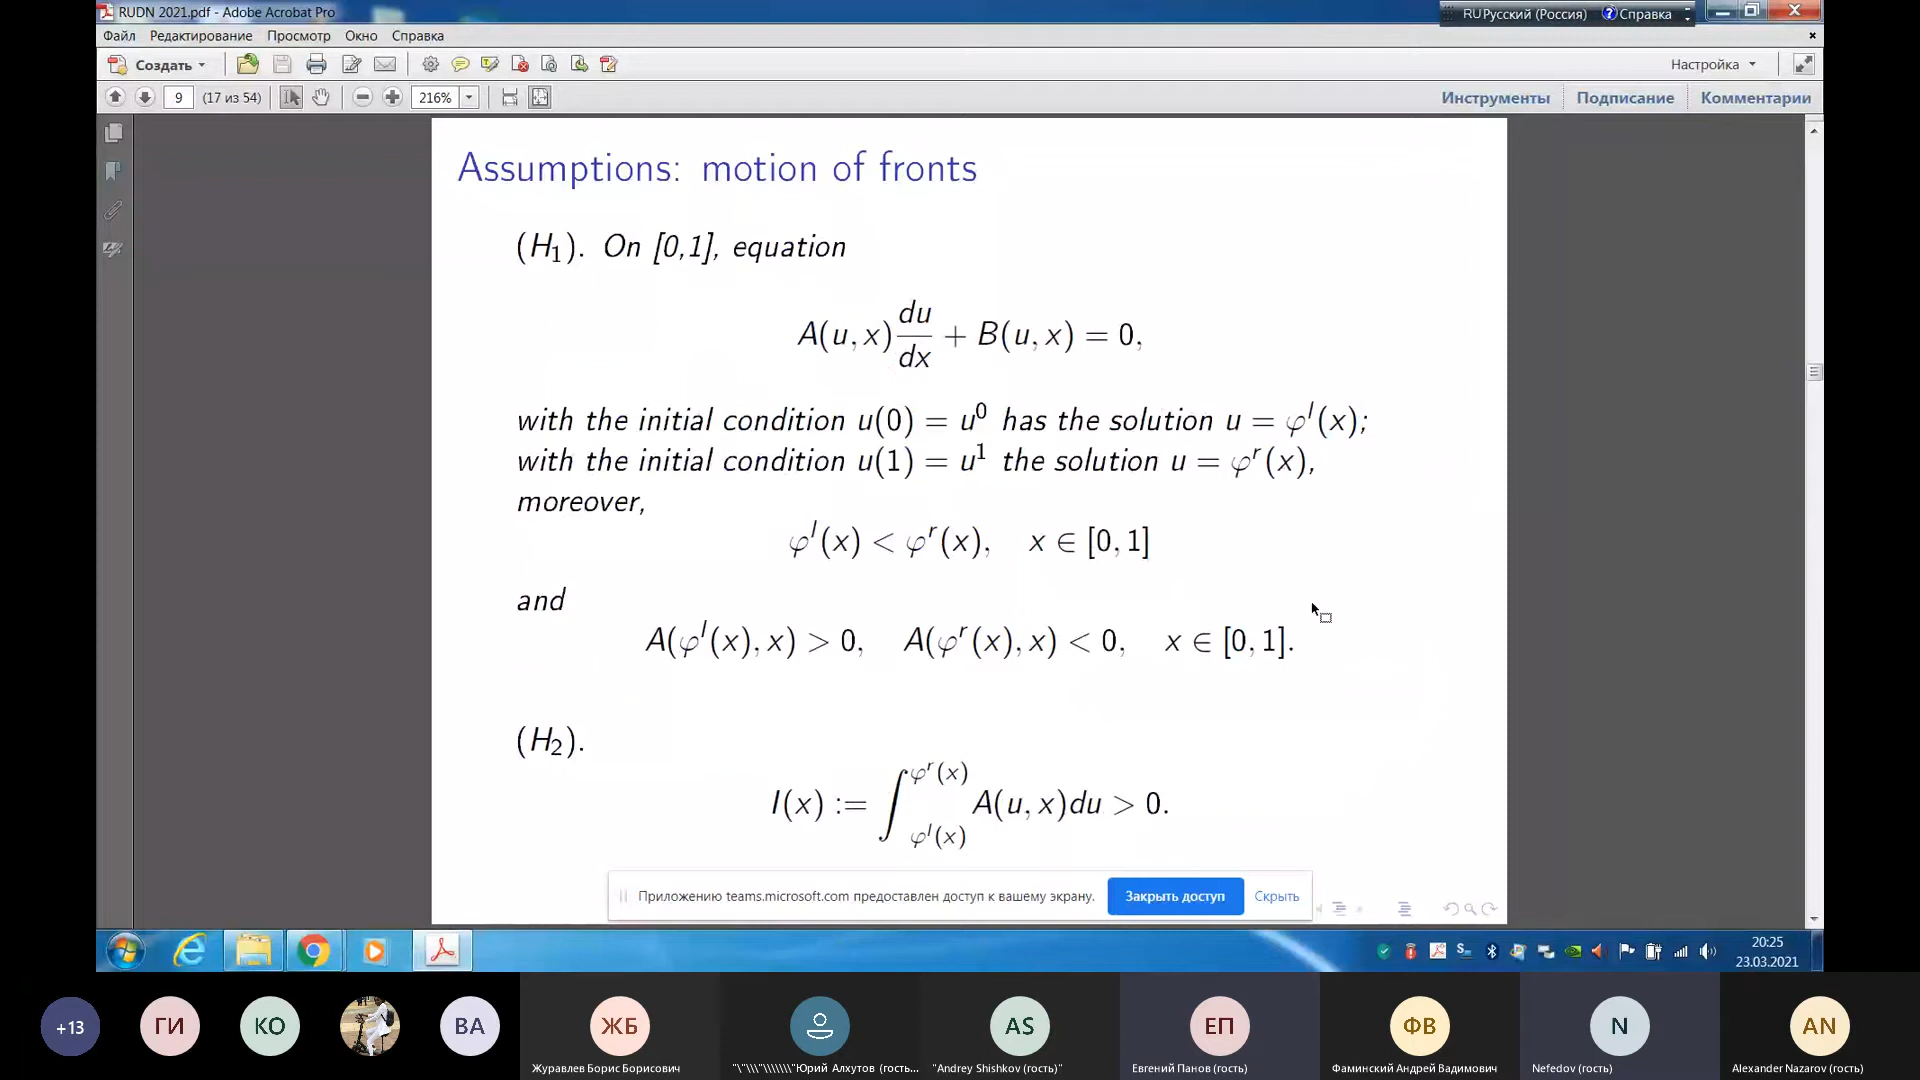 RUDN 2021.pdf - Adobe Acrobat Pro
RU Русский (Россия) ? Справка
Файл Редактирование Просмотр Окно Справка
Создать
Настройка
9 (17 из 54) 216%
Инструменты Подписание Комментарии
Assumptions: motion of fronts
(H₁). On [0,1], equation
A(u, x) du/dx + B(u, x) = 0,
with the initial condition u(0) = u⁰ has the solution u = φˡ(x);
with the initial condition u(1) = u¹ the solution u = φʳ(x),
moreover,
φˡ(x) < φʳ(x), x ∈ [0, 1]
and
A(φˡ(x), x) > 0, A(φʳ(x), x) < 0, x ∈ [0, 1].
(H₂).
I(x) := ∫_{φˡ(x)}^{φʳ(x)} A(u, x)du > 0.
Приложению teams.microsoft.com предоставлен доступ к вашему экрану. Закрыть доступ Скрыть
20:25
23.03.2021
+13 ГИ КО ВА ЖБ AS ЕП ФВ N AN
Журавлев Борис Борисович
"\"\\\"\\\\\\\"Юрий Алхутов (гость...
"Andrey Shishkov (гость)"
Евгений Панов (гость)
Фаминский Андрей Вадимович
Nefedov (гость)
Alexander Nazarov (гость)